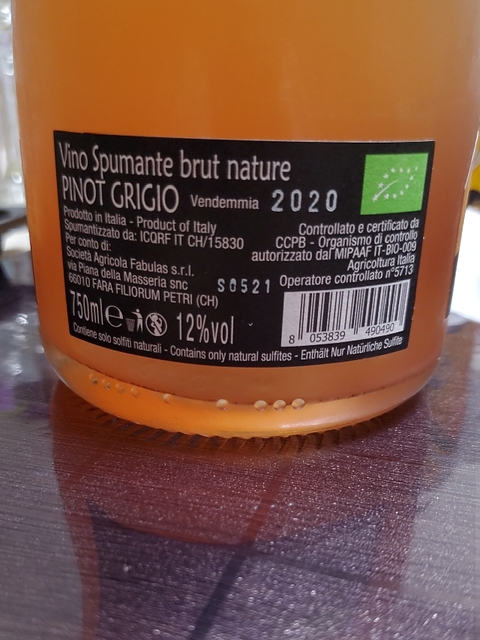 Vino Spumante brut nature
PINOT GRIGIO Vendemmia 2020
Prodotto in Italia - Product of Italy
Spumantizzato da: ICQRF IT CH/15830
Per conto di:
Società Agricola Fabulas s.r.l.
via Piana della Masseria snc
66010 FARA FILIORUM PETRI (CH)
S0521
Controllato e certificato da
CCPB - Organismo di controllo
autorizzato dal MIPAAF IT-BIO-009
Agricoltura Italia
Operatore controllato n°5713
750ml e 12%vol
8 053839 490490
Contiene solo solfiti naturali - Contains only natural sulfites - Enthält Nur Natürliche Sulfite